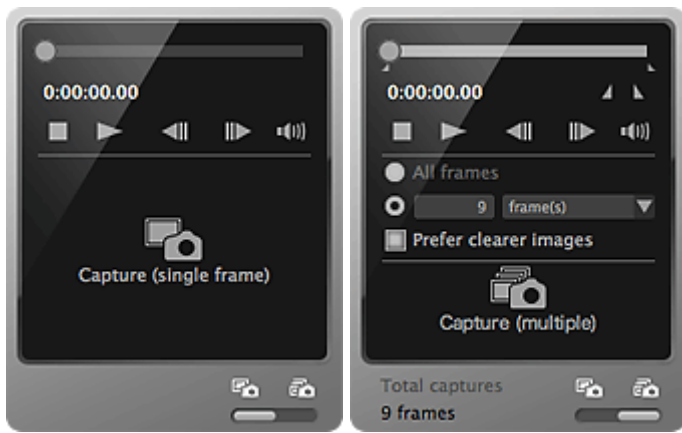 0:00:00.00
Capture (single frame)
0:00:00.00
All frames
9 frame(s)
Prefer clearer images
Capture (multiple)
Total captures
9 frames